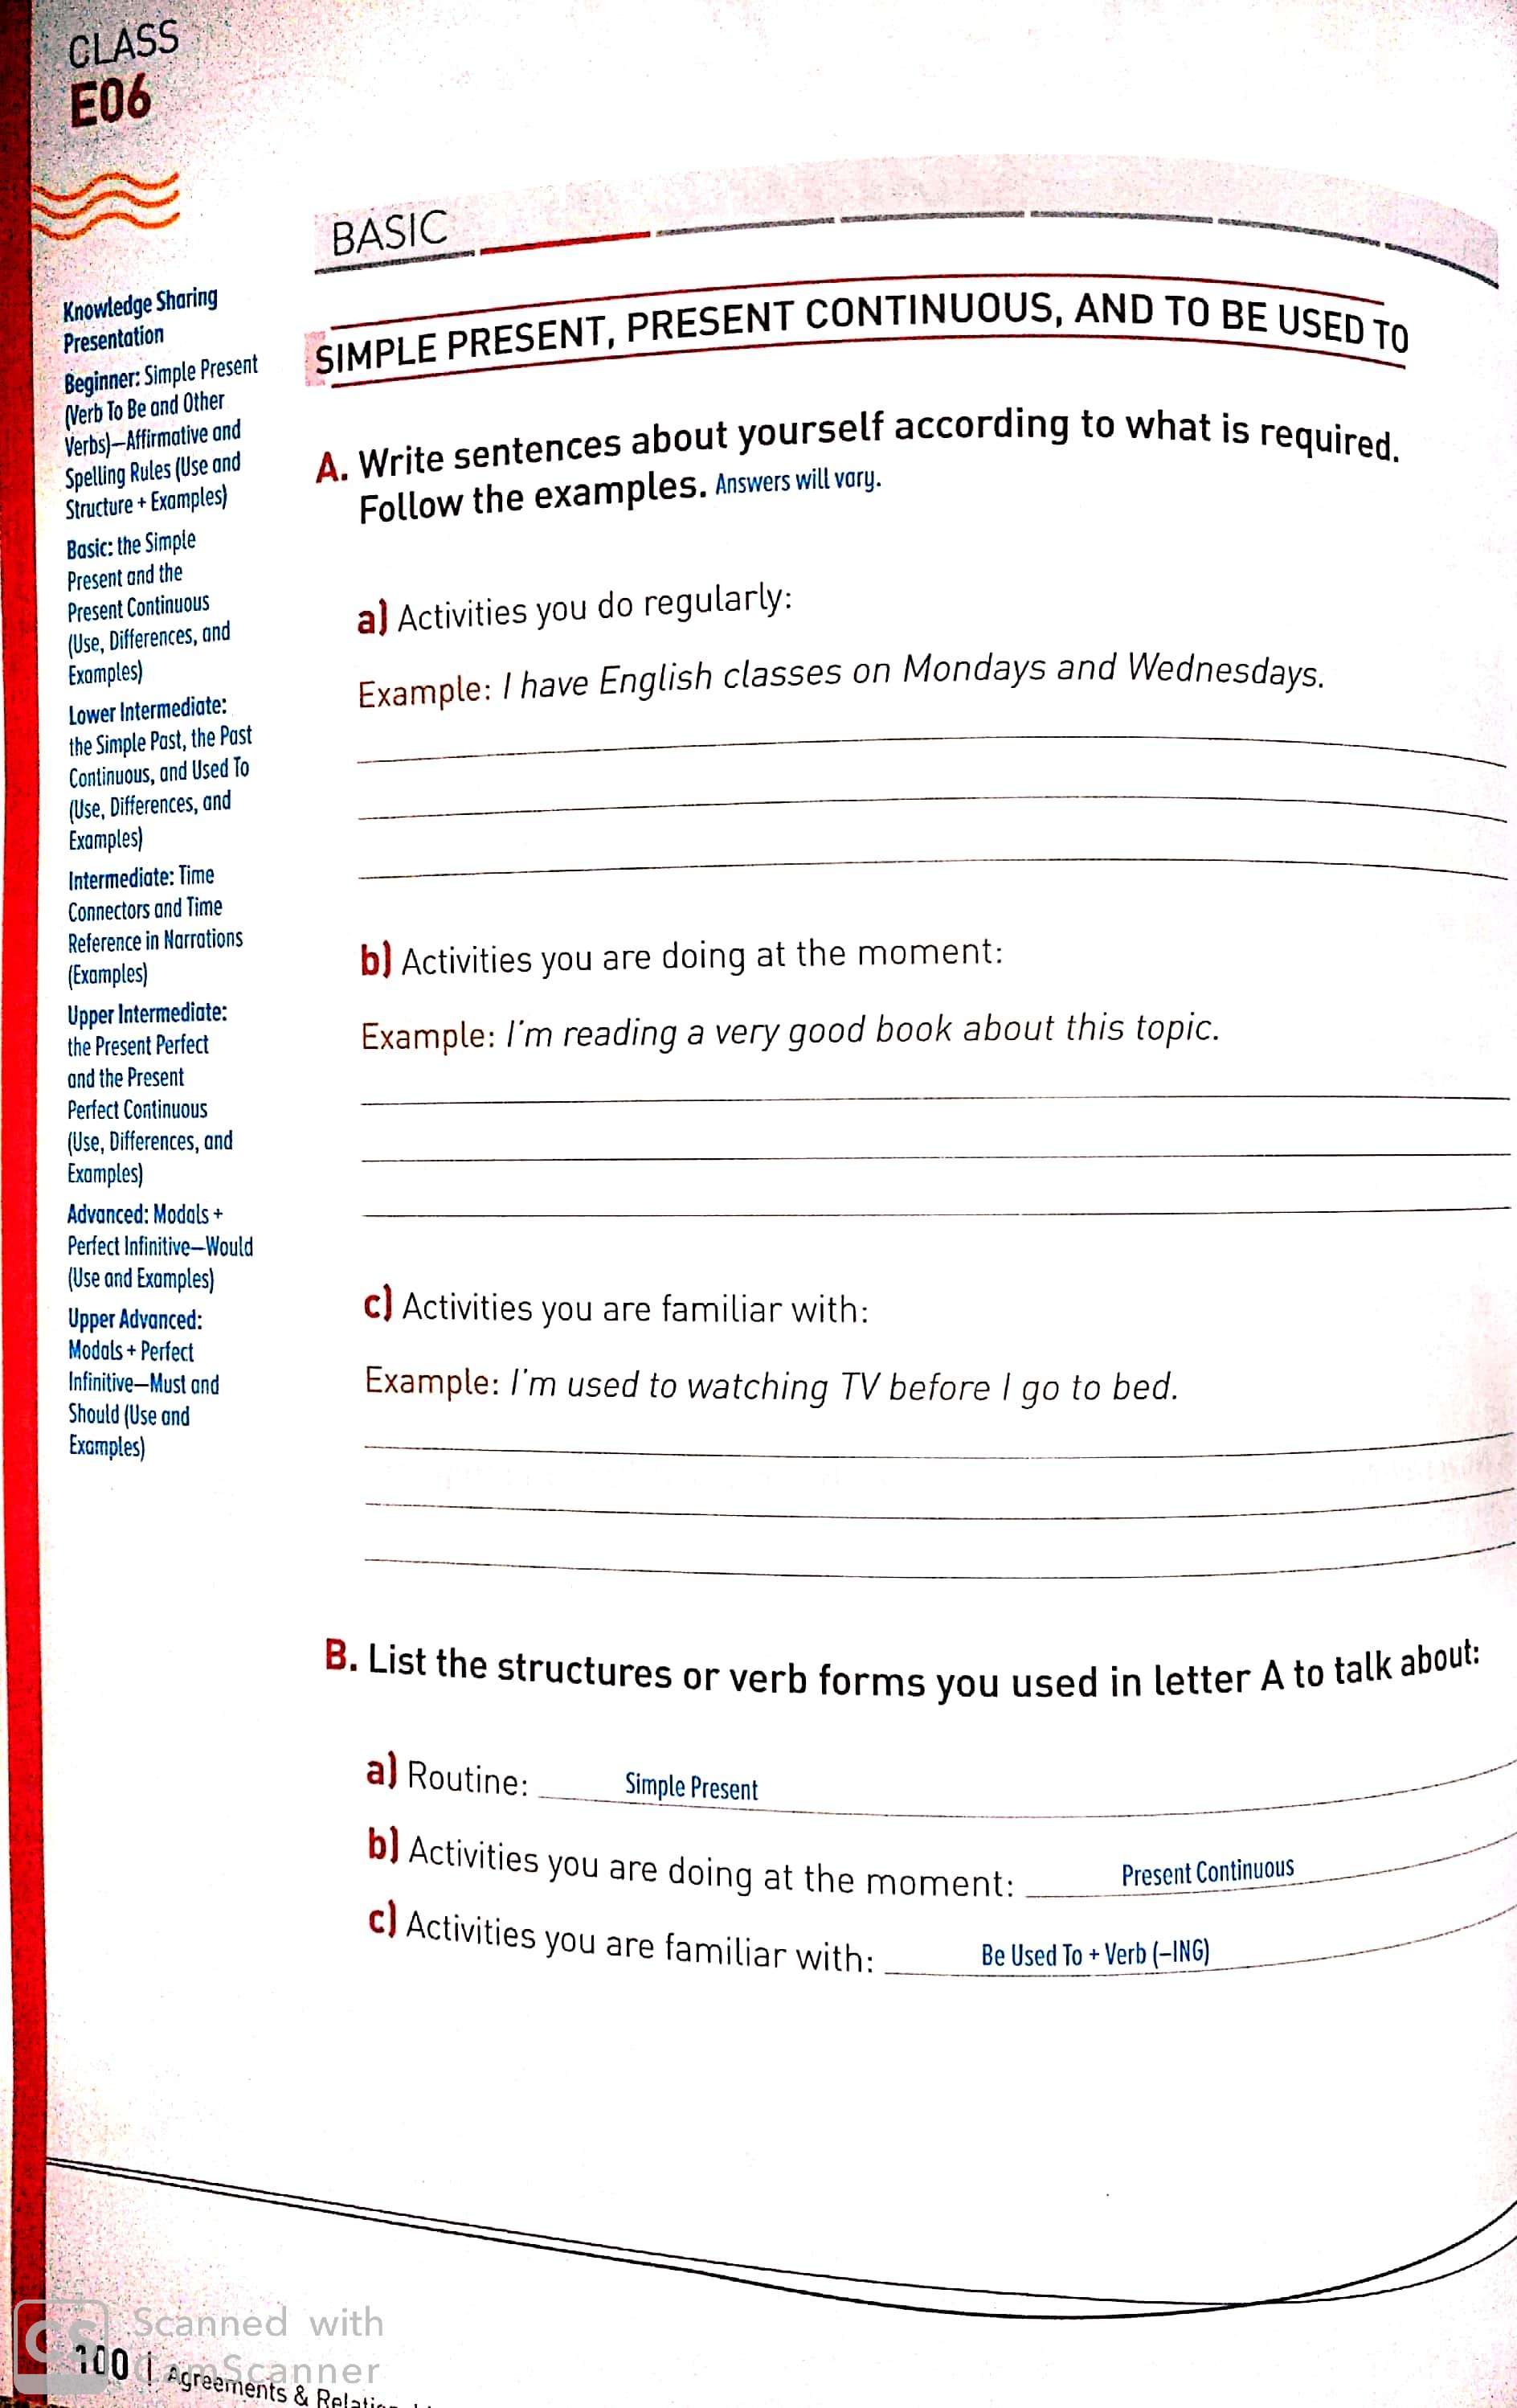 CLASS
E06
Knowledge Sharing
Presentation
Beginner: Simple Present
(Verb To Be and Other
Verbs)—Affirmative and
Spelling Rules (Use and
Structure + Examples)
Basic: the Simple
Present and the
Present Continuous
(Use, Differences, and
Examples)
Lower Intermediate:
the Simple Past, the Past
Continuous, and Used To
(Use, Differences, and
Examples)
Intermediate: Time
Connectors and Time
Reference in Narrations
(Examples)
Upper Intermediate:
the Present Perfect
and the Present
Perfect Continuous
(Use, Differences, and
Examples)
Advanced: Modals +
Perfect Infinitive—Would
(Use and Examples)
Upper Advanced:
Modals + Perfect
Infinitive—Must and
Should (Use and
Examples)
BASIC
SIMPLE PRESENT, PRESENT CONTINUOUS, AND TO BE USED TO
A. Write sentences about yourself according to what is required.
Follow the examples. Answers will vary.
a) Activities you do regularly:
Example: I have English classes on Mondays and Wednesdays.
b) Activities you are doing at the moment:
Example: I'm reading a very good book about this topic.
c) Activities you are familiar with:
Example: I'm used to watching TV before I go to bed.
B. List the structures or verb forms you used in letter A to talk about:
a) Routine: Simple Present
b) Activities you are doing at the moment: Present Continuous
c) Activities you are familiar with: Be Used To + Verb (–ING)
CS
Scanned with
CamScanner
100 | Agreements &